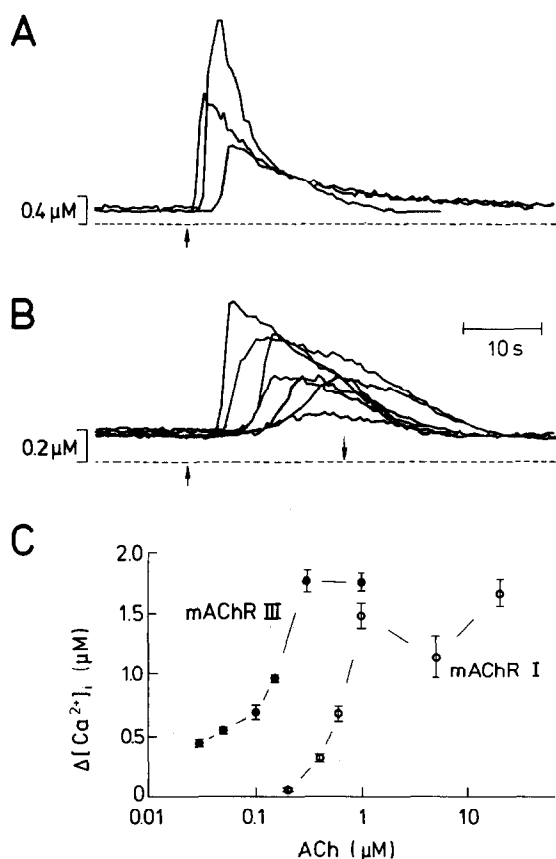 A
0.4 μM
B
10 s
0.2 μM
C
2.0
1.5
1.0
0.5
0
Δ[Ca²⁺]ᵢ (μM)
mAChR III
mAChR I
0.01
0.1
1
10
ACh (μM)